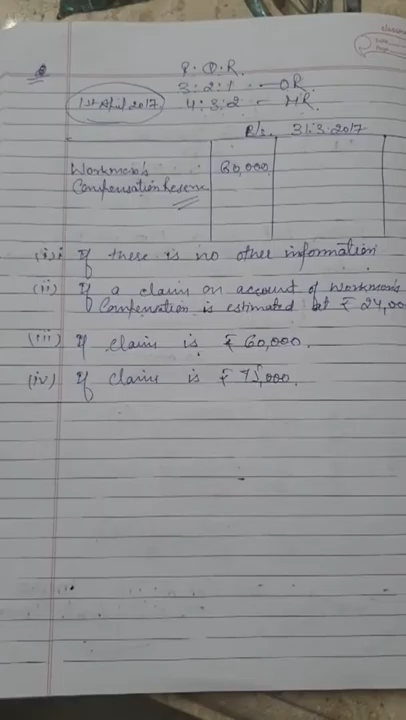 P. Q. R.
3:2:1 - OR
1st April 2017. 4:3:2 - NR.
B/s. 31.3.2017
Workmen's 60,000
Compensation Reserve
(i) If there is no other information
(ii) If a claim on account of Workmen's
Compensation is estimated at ₹ 24,00
(iii) If claim is ₹ 60,000.
(iv) If claim is ₹ 75,000.